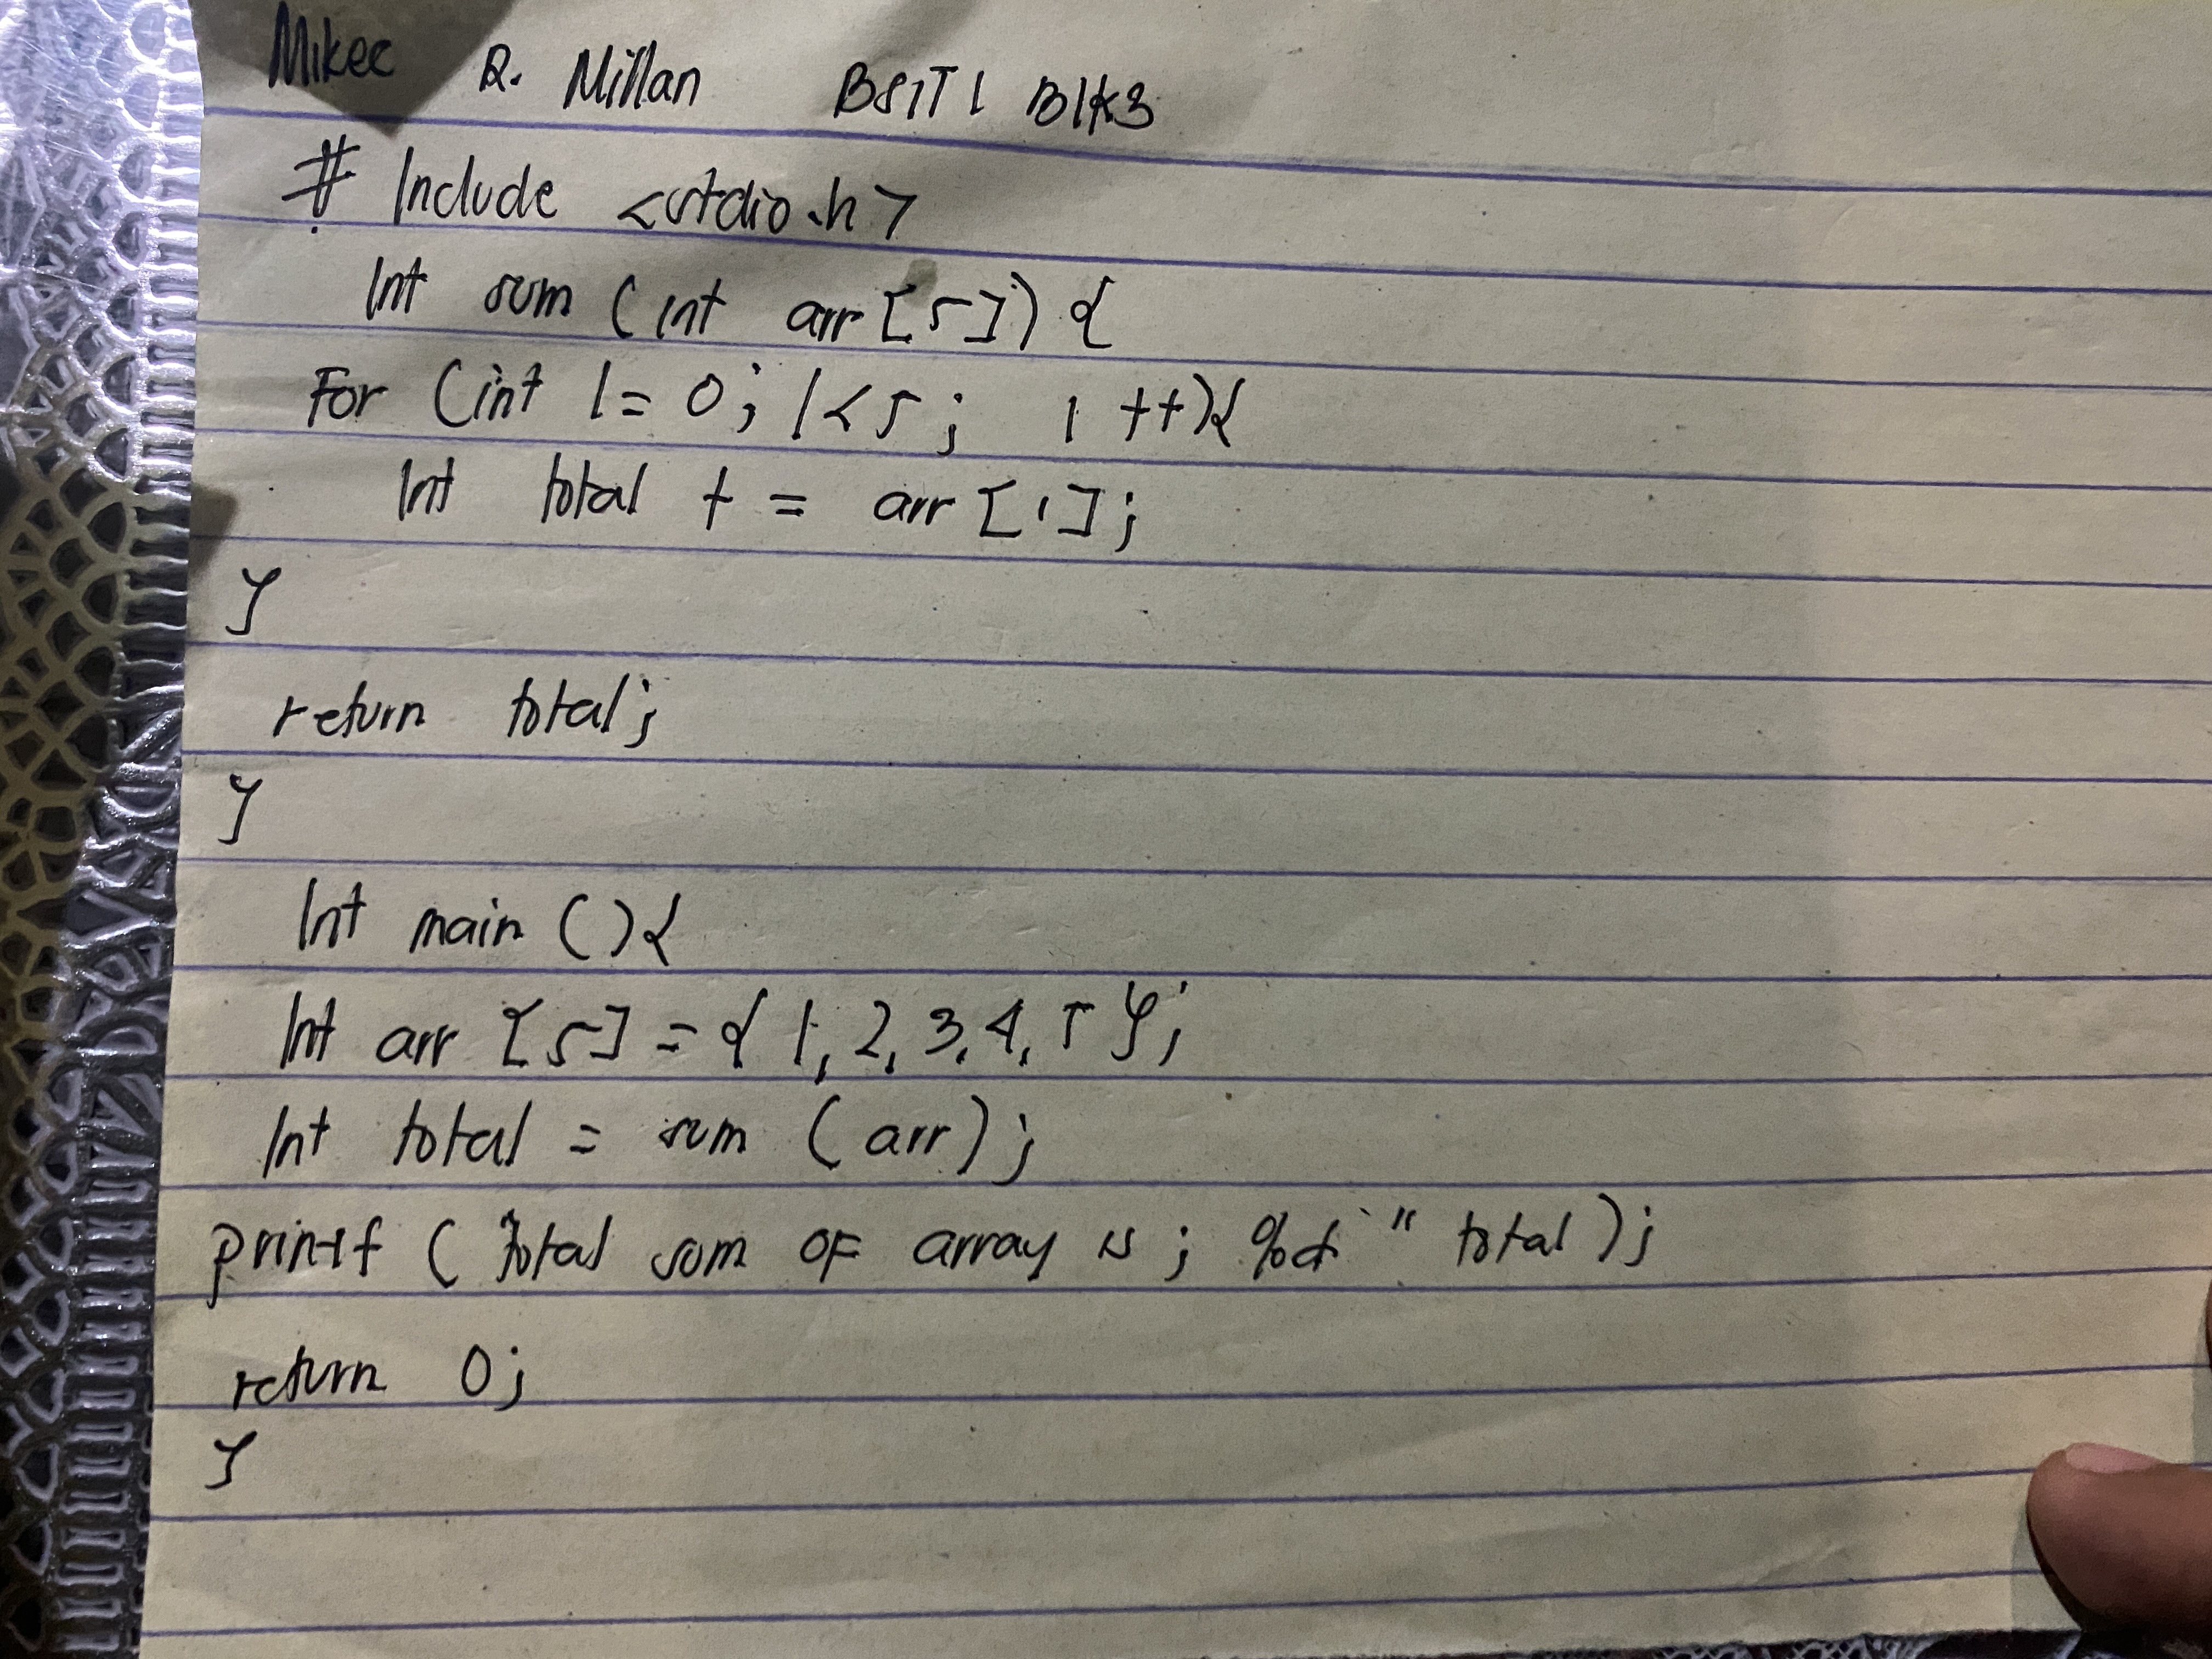 Mikee R. Millan BSIT 1 Blk3
# Include <stdio.h>
Int sum (int arr [5]) {
For (int I = 0; I < 5; I ++){
Int total + = arr [I];
}
return total;
}
Int main (){
Int arr [5] = { 1, 2, 3, 4, 5 };
Int total = sum (arr);
printf ( Total sum of array is ; %d " total );
return 0;
}